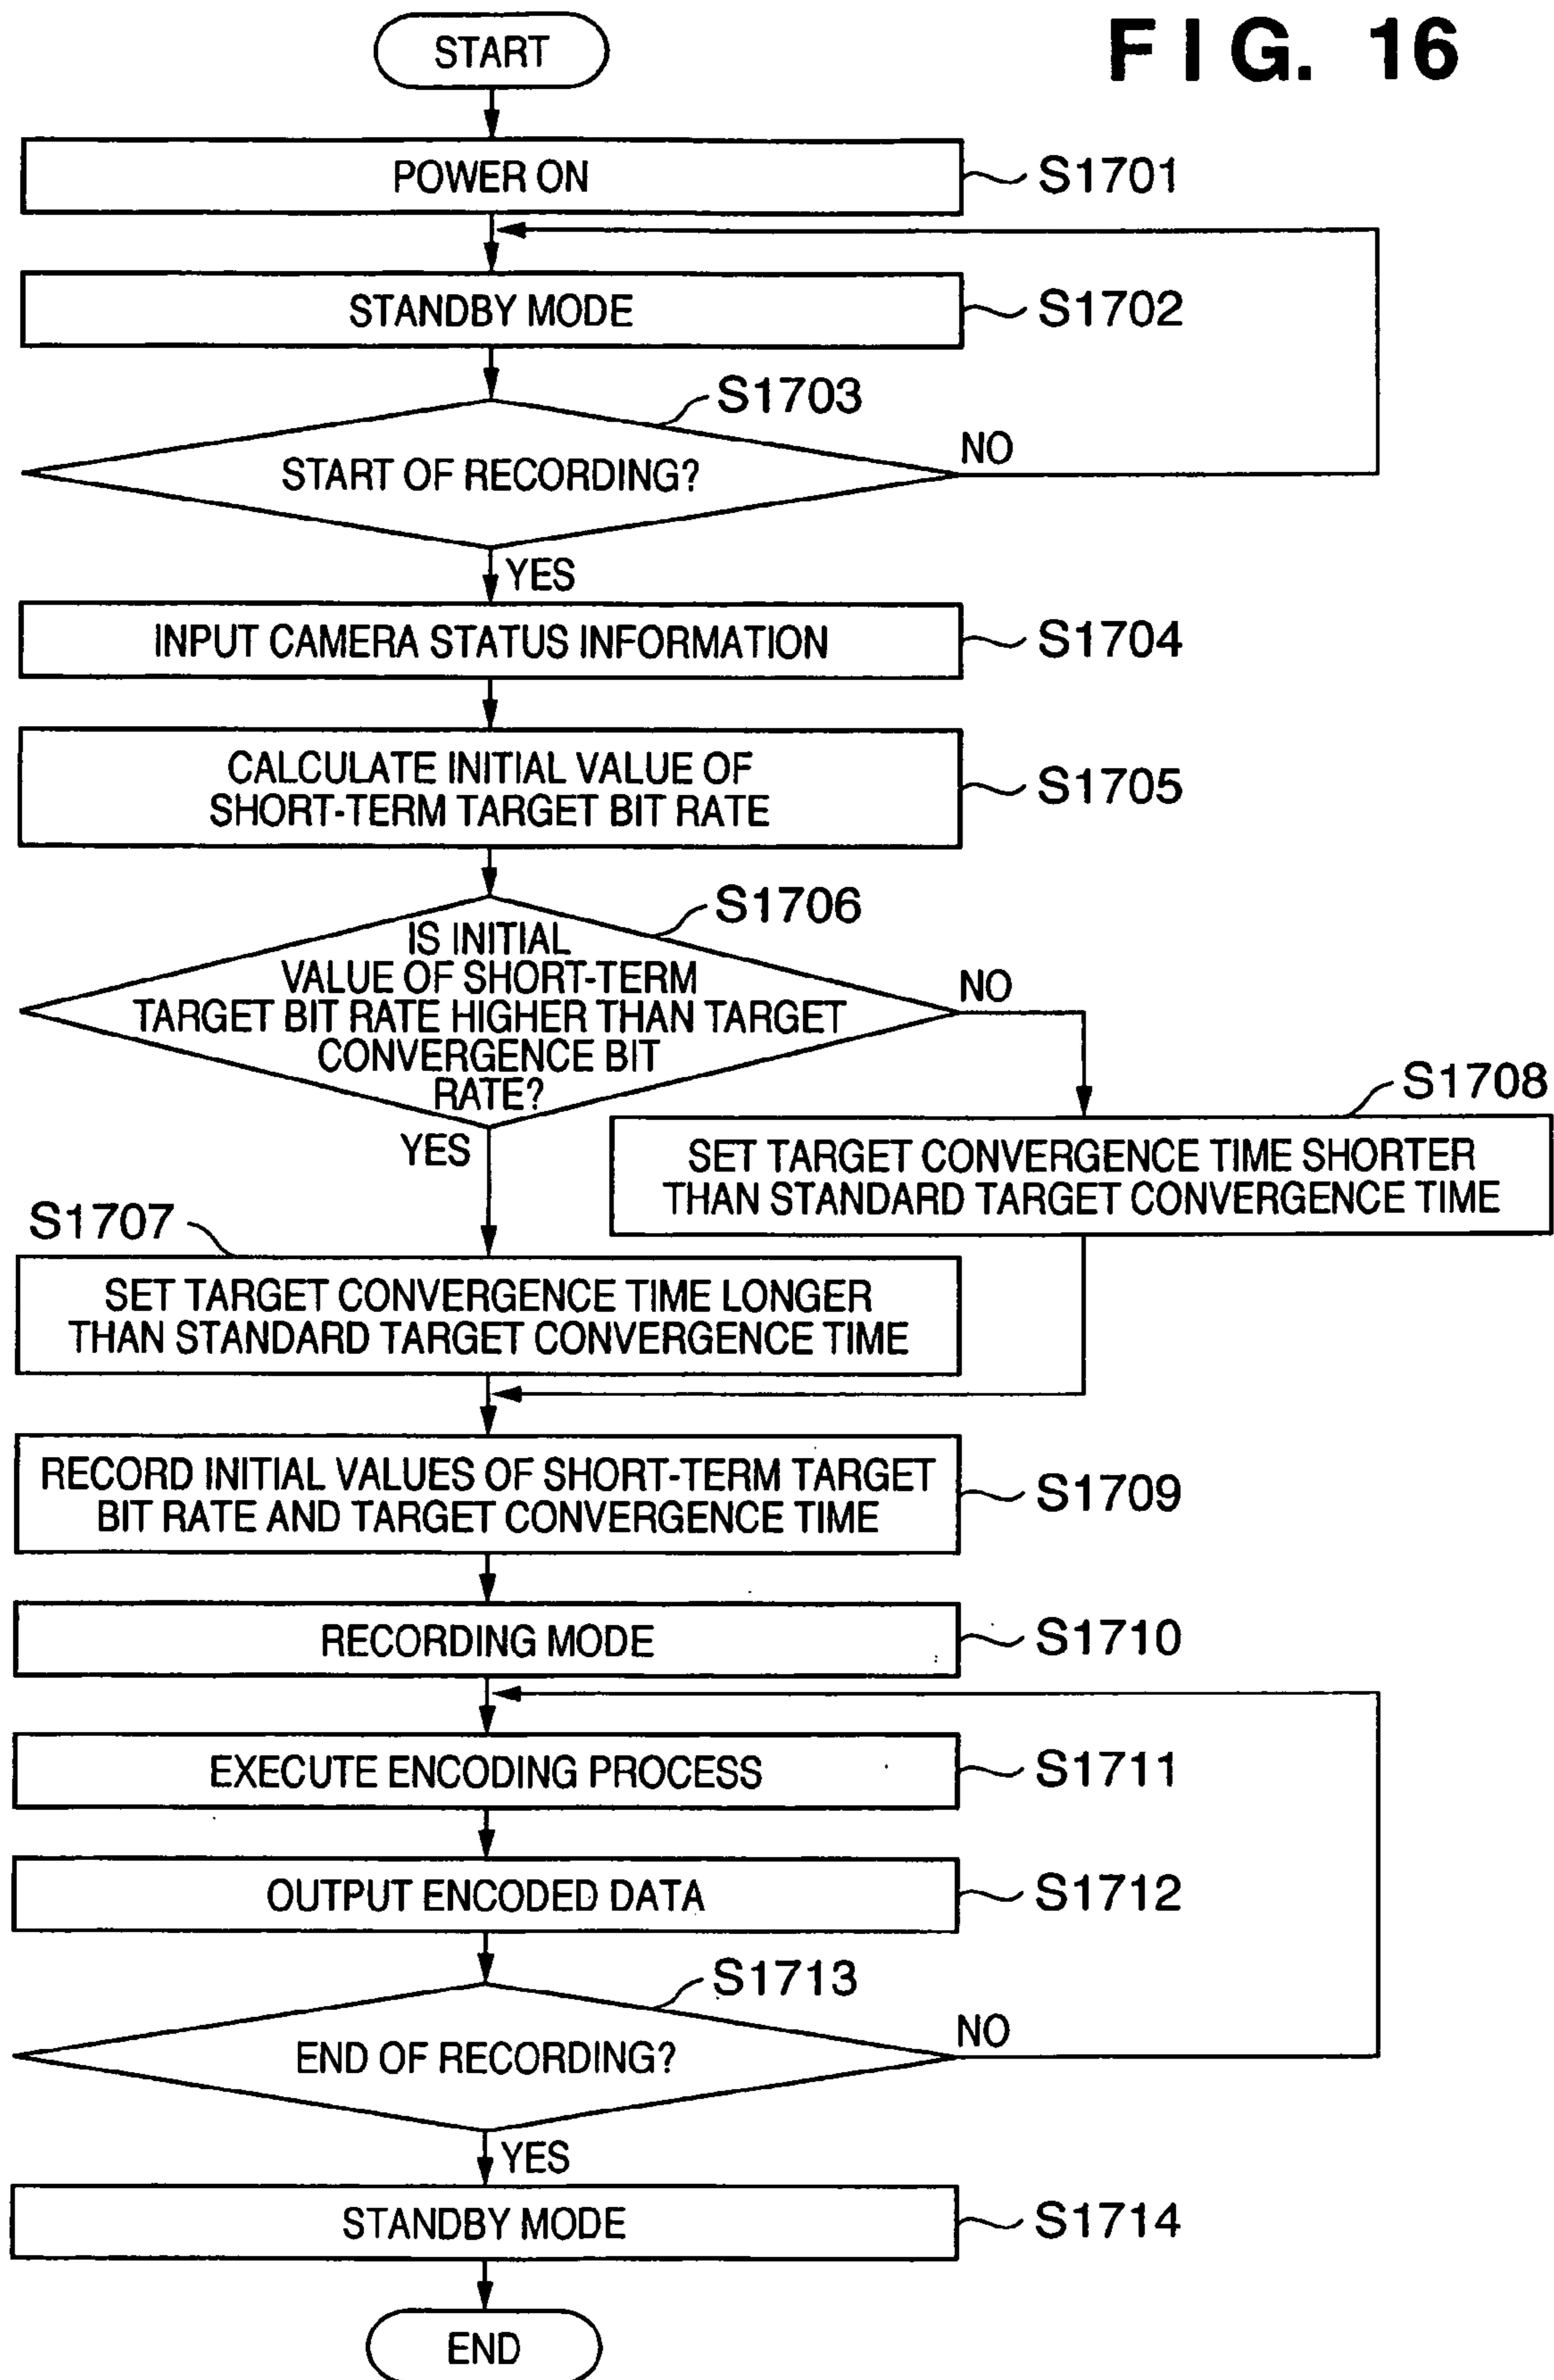 FIG. 16
START
POWER ON
S1701
STANDBY MODE
S1702
S1703
START OF RECORDING?
NO
YES
INPUT CAMERA STATUS INFORMATION
S1704
CALCULATE INITIAL VALUE OF
SHORT-TERM TARGET BIT RATE
S1705
S1706
IS INITIAL
VALUE OF SHORT-TERM
TARGET BIT RATE HIGHER THAN TARGET
CONVERGENCE BIT
RATE?
NO
YES
S1708
SET TARGET CONVERGENCE TIME SHORTER
THAN STANDARD TARGET CONVERGENCE TIME
S1707
SET TARGET CONVERGENCE TIME LONGER
THAN STANDARD TARGET CONVERGENCE TIME
RECORD INITIAL VALUES OF SHORT-TERM TARGET
BIT RATE AND TARGET CONVERGENCE TIME
S1709
RECORDING MODE
S1710
EXECUTE ENCODING PROCESS
S1711
OUTPUT ENCODED DATA
S1712
S1713
END OF RECORDING?
NO
YES
STANDBY MODE
S1714
END